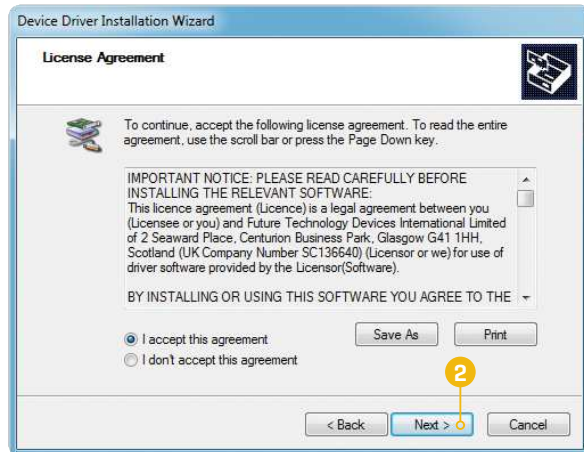 Device Driver Installation Wizard
License Agreement
To continue, accept the following license agreement. To read the entire
agreement, use the scroll bar or press the Page Down key.
IMPORTANT NOTICE: PLEASE READ CAREFULLY BEFORE
INSTALLING THE RELEVANT SOFTWARE:
This licence agreement (Licence) is a legal agreement between you
(Licensee or you) and Future Technology Devices International Limited
of 2 Seaward Place, Centurion Business Park, Glasgow G41 1HH,
Scotland (UK Company Number SC136640) (Licensor or we) for use of
driver software provided by the Licensor(Software).
BY INSTALLING OR USING THIS SOFTWARE YOU AGREE TO THE
I accept this agreement
Save As
Print
I don't accept this agreement
2
< Back
Next >
Cancel